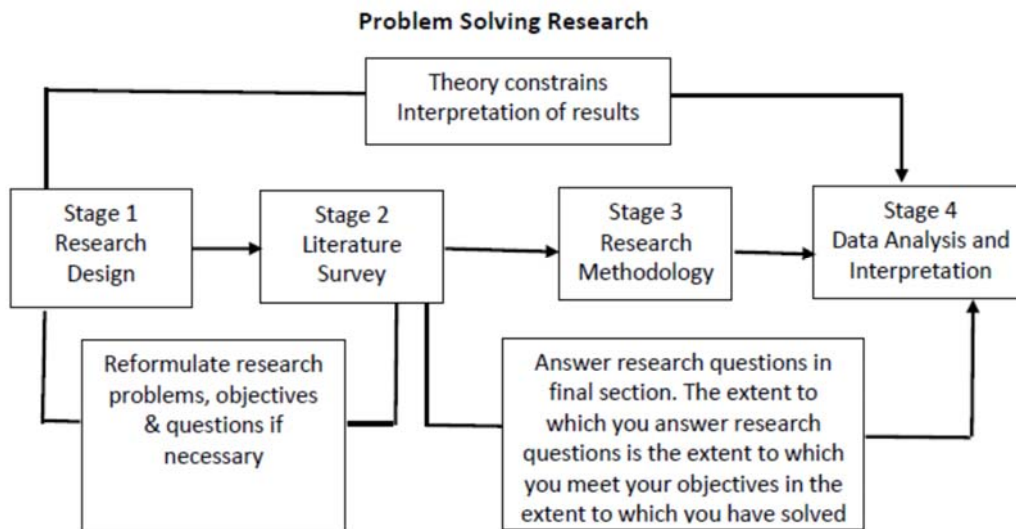 Problem Solving Research
Theory constrains
Interpretation of results
Stage 1
Research
Design
Stage 2
Literature
Survey
Stage 3
Research
Methodology
Stage 4
Data Analysis and
Interpretation
Reformulate research
problems, objectives
& questions if
necessary
Answer research questions in
final section. The extent to
which you answer research
questions is the extent to which
you meet your objectives in the
extent to which you have solved